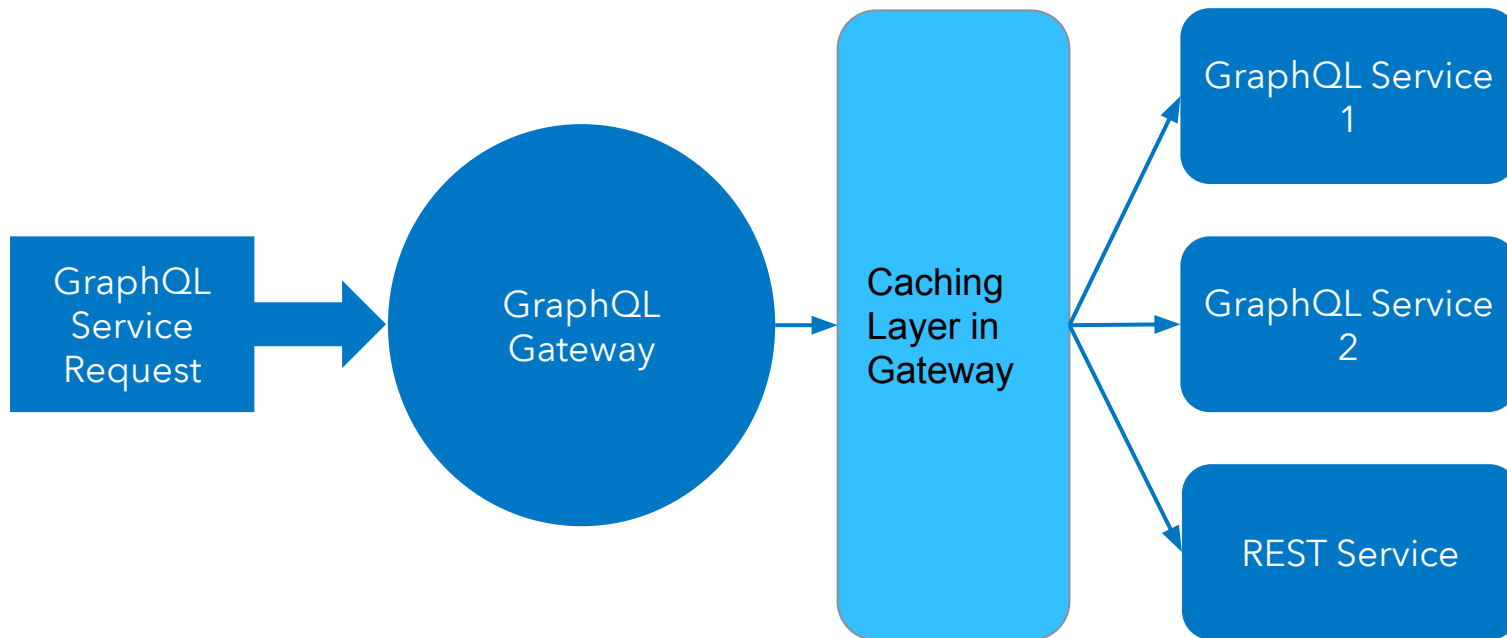 GraphQL
Service
Request
GraphQL
Gateway
Caching
Layer in
Gateway
GraphQL Service
1
GraphQL Service
2
REST Service